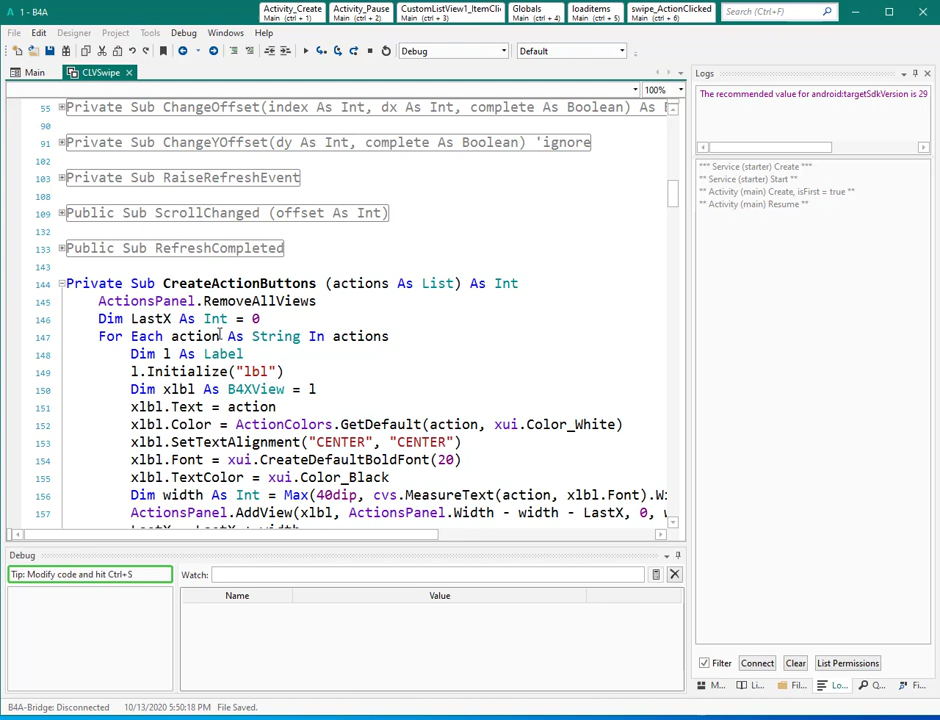 1 - B4A
Activity_Create
Main (ctrl + 1)
Activity_Pause
Main (ctrl + 2)
CustomListView1_ItemCli
Main (ctrl + 3)
Globals
Main (ctrl + 4)
loaditems
Main (ctrl + 5)
swipe_ActionClicked
Main (ctrl + 6)
Search (Ctrl+F)
File Edit Designer Project Tools Debug Windows Help
Debug Default
Main CLVSwipe
100%
55 Private Sub ChangeOffset(index As Int, dx As Int, complete As Boolean) As B
90
91 Private Sub ChangeYOffset(dy As Int, complete As Boolean) 'ignore
102
103 Private Sub RaiseRefreshEvent
108
109 Public Sub ScrollChanged (offset As Int)
132
133 Public Sub RefreshCompleted
143
144 Private Sub CreateActionButtons (actions As List) As Int
145 ActionsPanel.RemoveAllViews
146 Dim LastX As Int = 0
147 For Each action As String In actions
148 Dim l As Label
149 l.Initialize("lbl")
150 Dim xlbl As B4XView = l
151 xlbl.Text = action
152 xlbl.Color = ActionColors.GetDefault(action, xui.Color_White)
153 xlbl.SetTextAlignment("CENTER", "CENTER")
154 xlbl.Font = xui.CreateDefaultBoldFont(20)
155 xlbl.TextColor = xui.Color_Black
156 Dim width As Int = Max(40dip, cvs.MeasureText(action, xlbl.Font).Wi
157 ActionsPanel.AddView(xlbl, ActionsPanel.Width - width - LastX, 0, w
LastX = LastX + width
Logs
The recommended value for android:targetSdkVersion is 29
*** Service (starter) Create ***
** Service (starter) Start **
** Activity (main) Create, isFirst = true **
** Activity (main) Resume **
Debug
Tip: Modify code and hit Ctrl+S
Watch:
Name Value
Filter Connect Clear List Permissions
M... Li... Fil... Lo... Q... Fi...
B4A-Bridge: Disconnected 10/13/2020 5:50:18 PM File Saved.